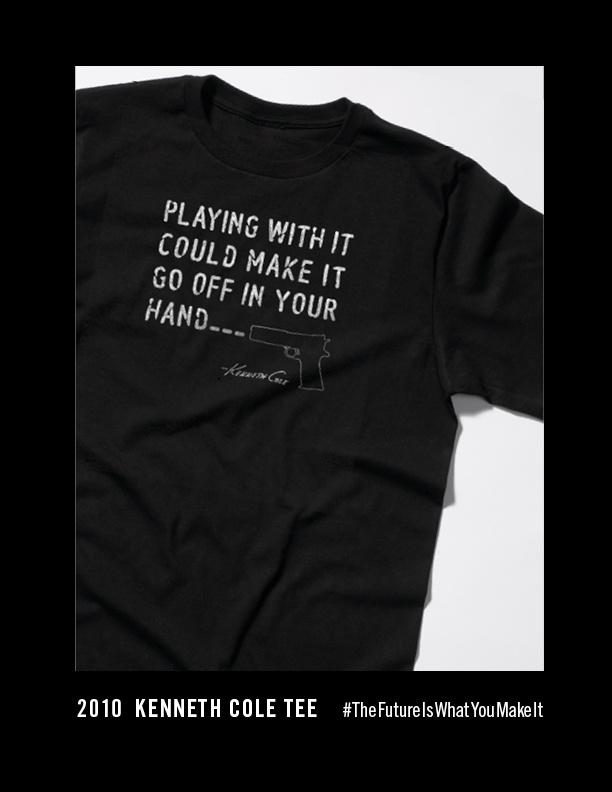 PLAYING WITH IT
COULD MAKE IT
GO OFF IN YOUR
HAND---
-KENNETH COLE
2010 KENNETH COLE TEE #TheFutureIsWhatYouMakeIt